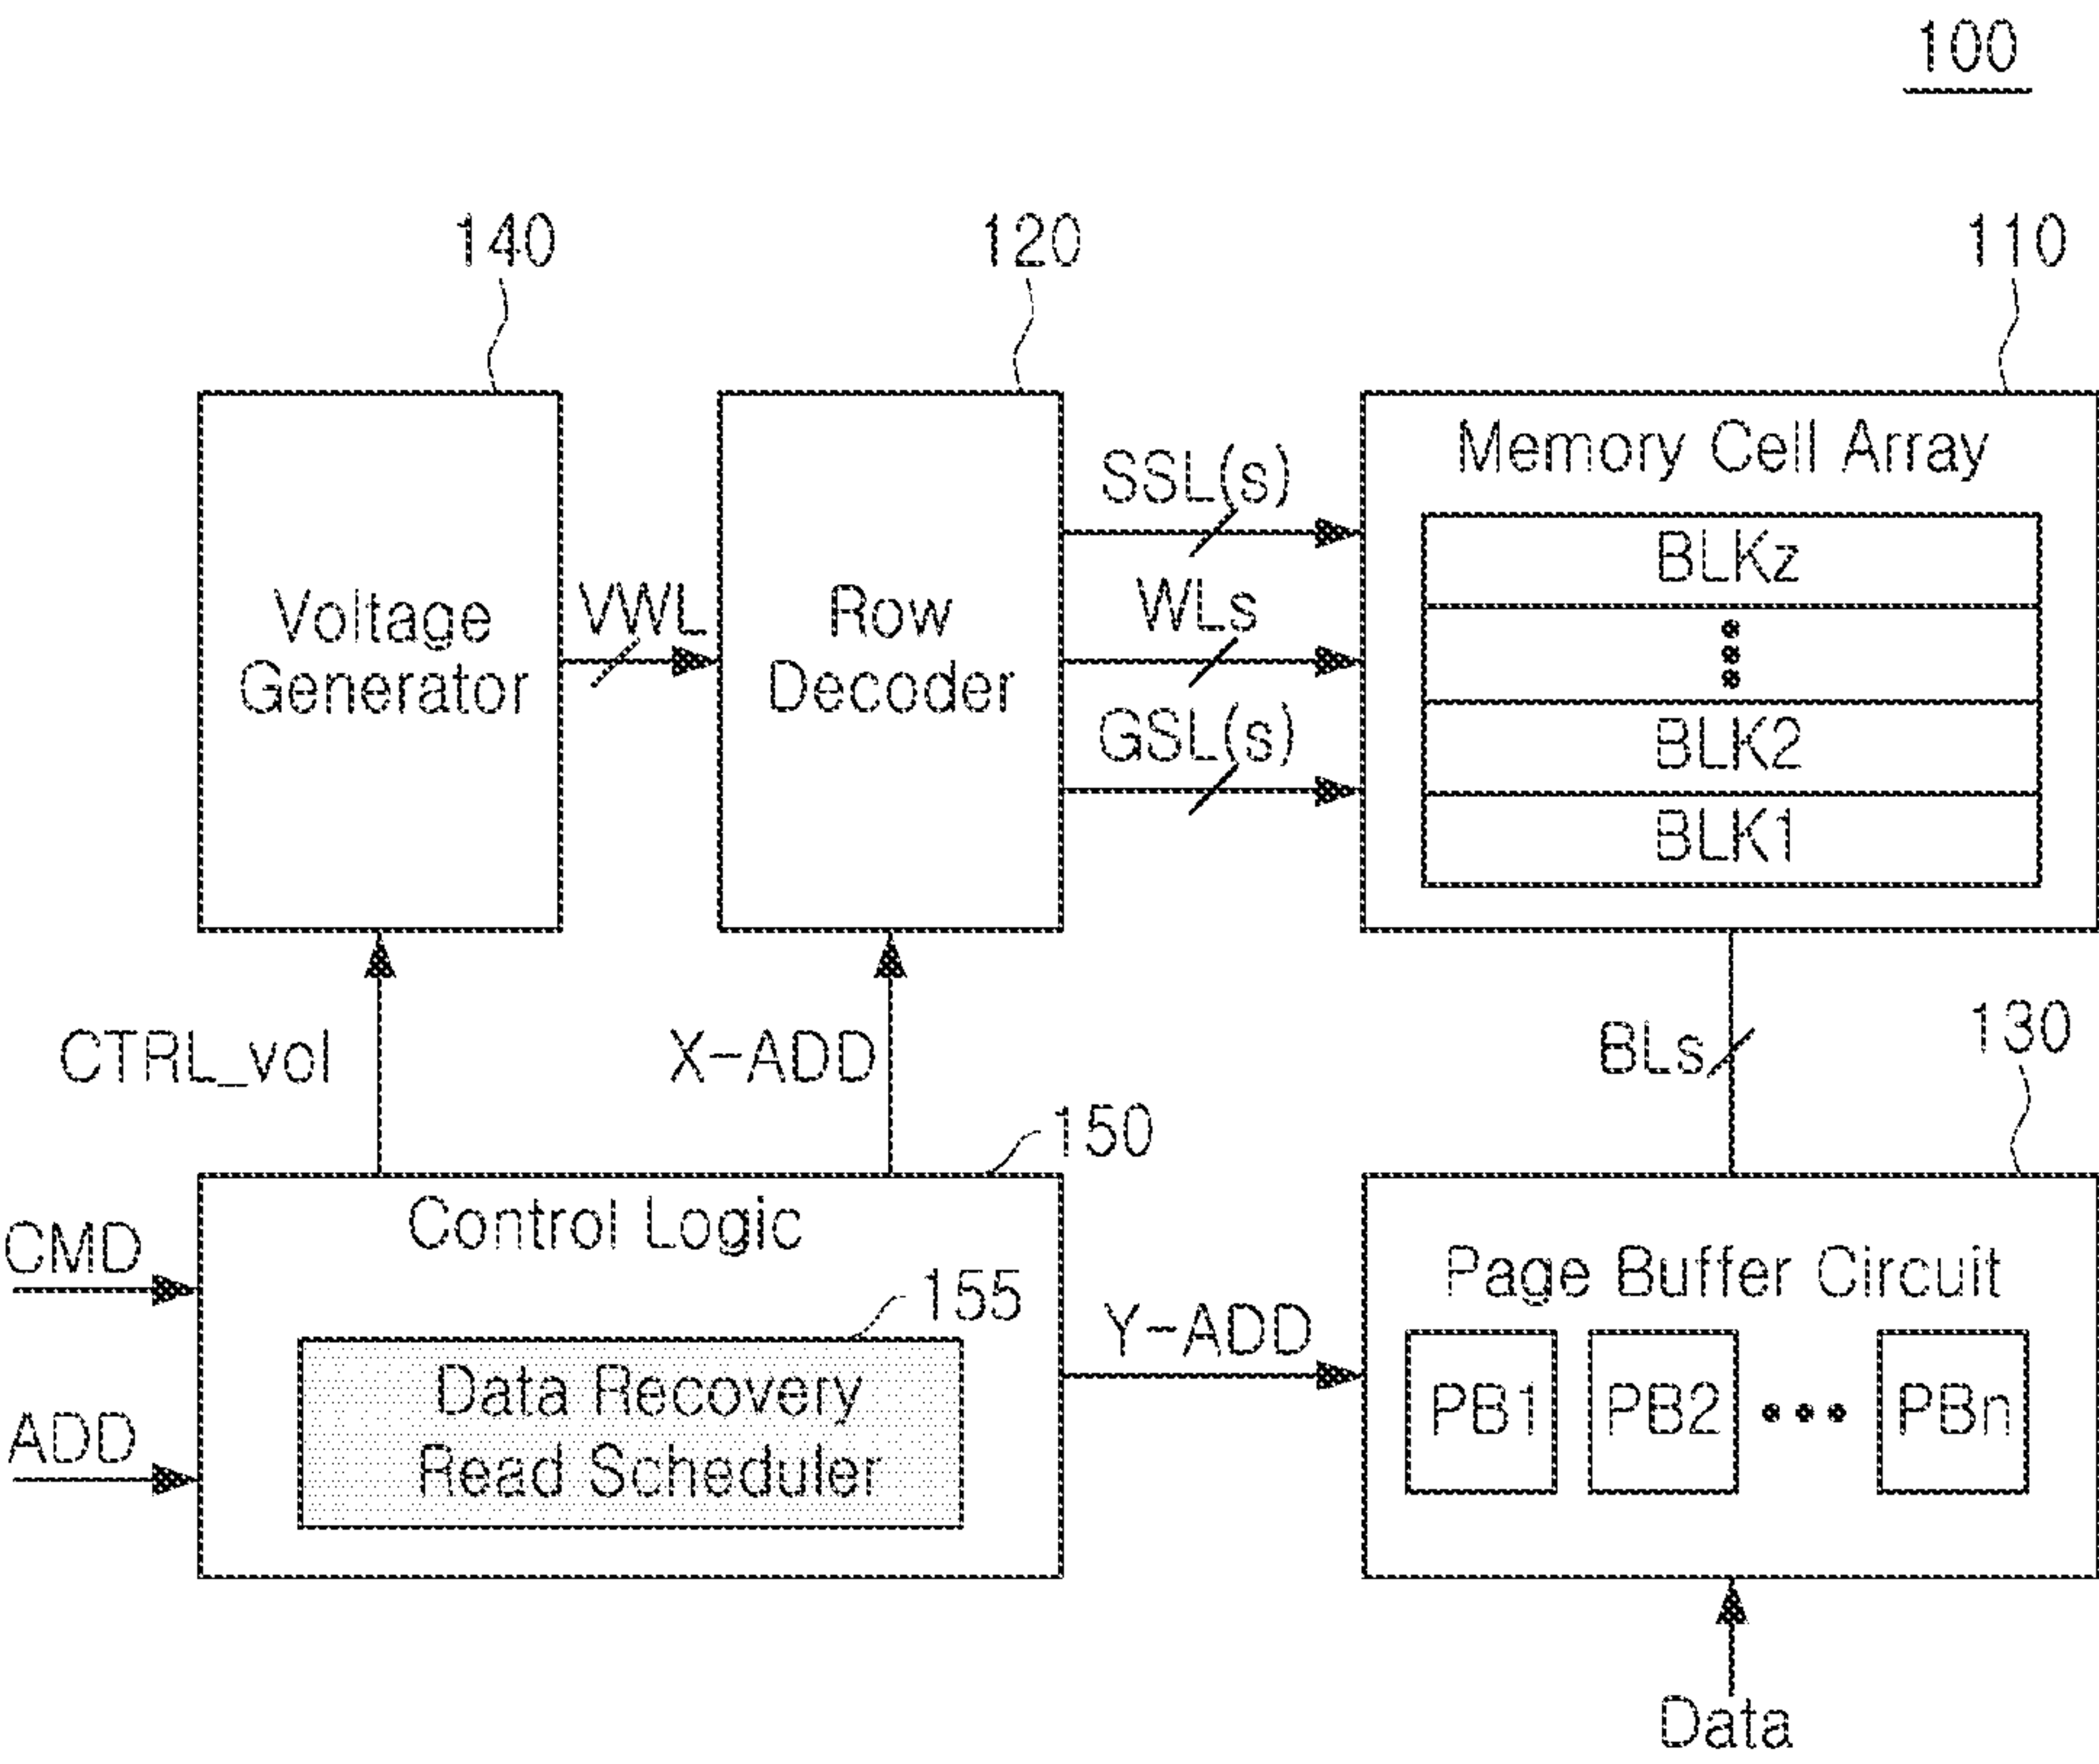 100
140
120
110
Voltage
Generator
VWL
Row
Decoder
SSL(s)
WLs
GSL(s)
Memory Cell Array
BLKz
BLK2
BLK1
CTRL_vol
X-ADD
BLs
130
150
CMD
ADD
Control Logic
155
Data Recovery
Read Scheduler
Y-ADD
Page Buffer Circuit
PB1 PB2 ••• PBn
Data